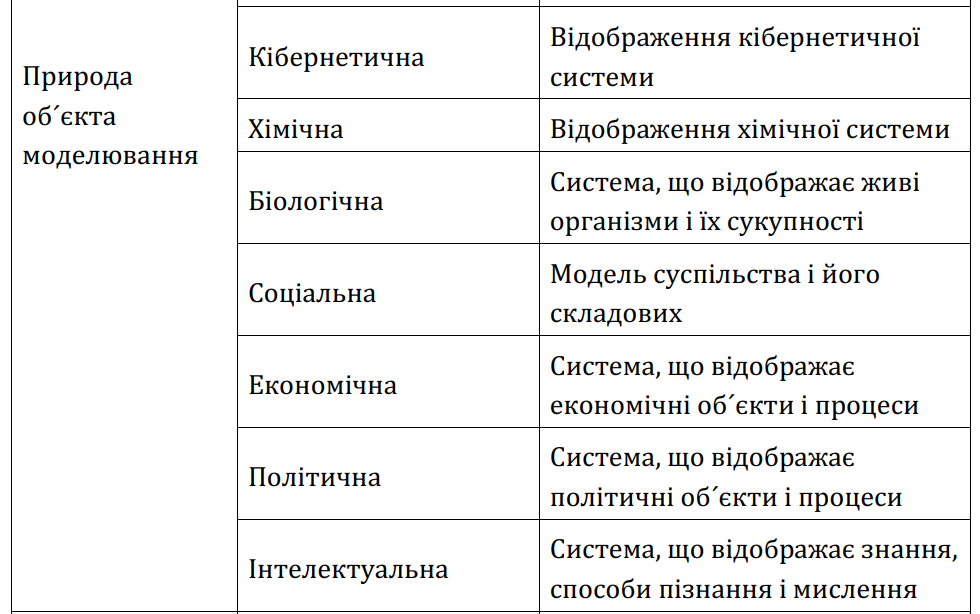 Природа
об´єкта
моделювання
Кібернетична
Відображення кібернетичної
системи
Хімічна
Відображення хімічної системи
Біологічна
Система, що відображає живі
організми і їх сукупності
Соціальна
Модель суспільства і його
складових
Економічна
Система, що відображає
економічні об´єкти і процеси
Політична
Система, що відображає
політичні об´єкти і процеси
Інтелектуальна
Система, що відображає знання,
способи пізнання і мислення